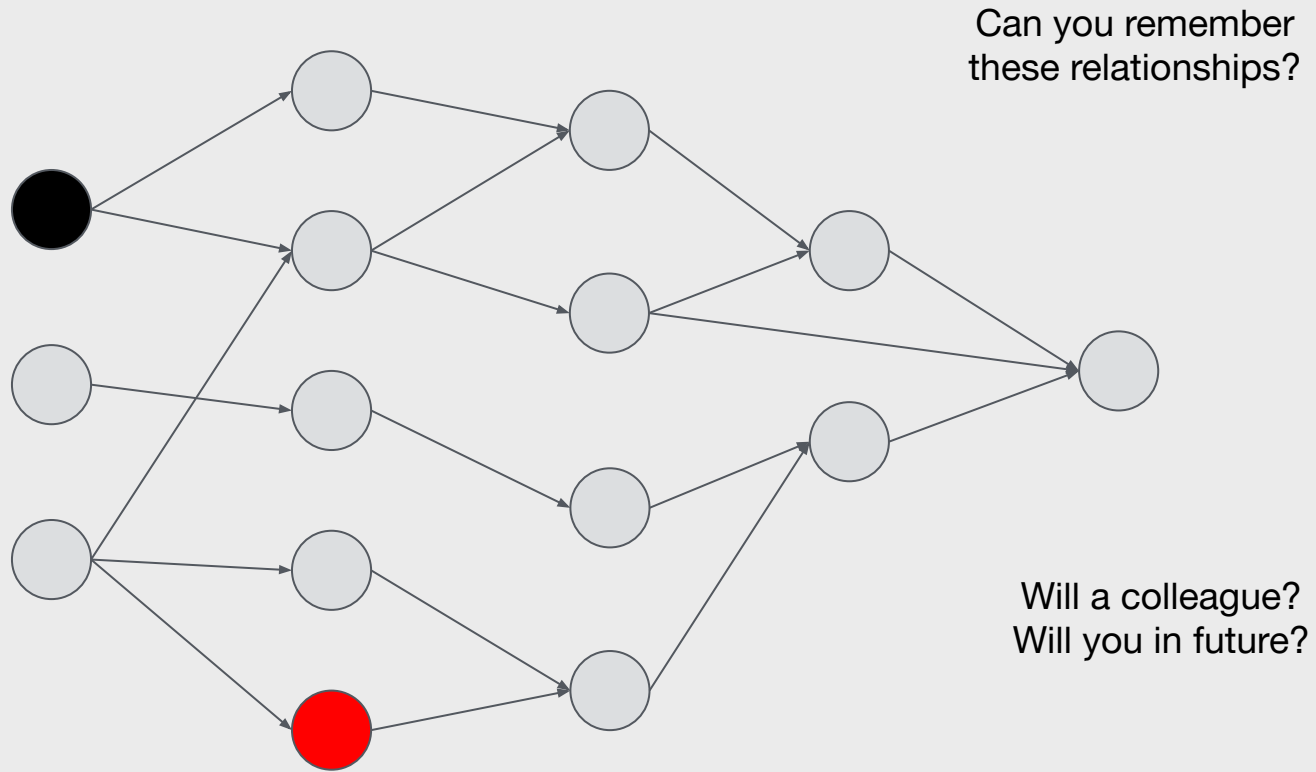 Can you remember
these relationships?
Will a colleague?
Will you in future?